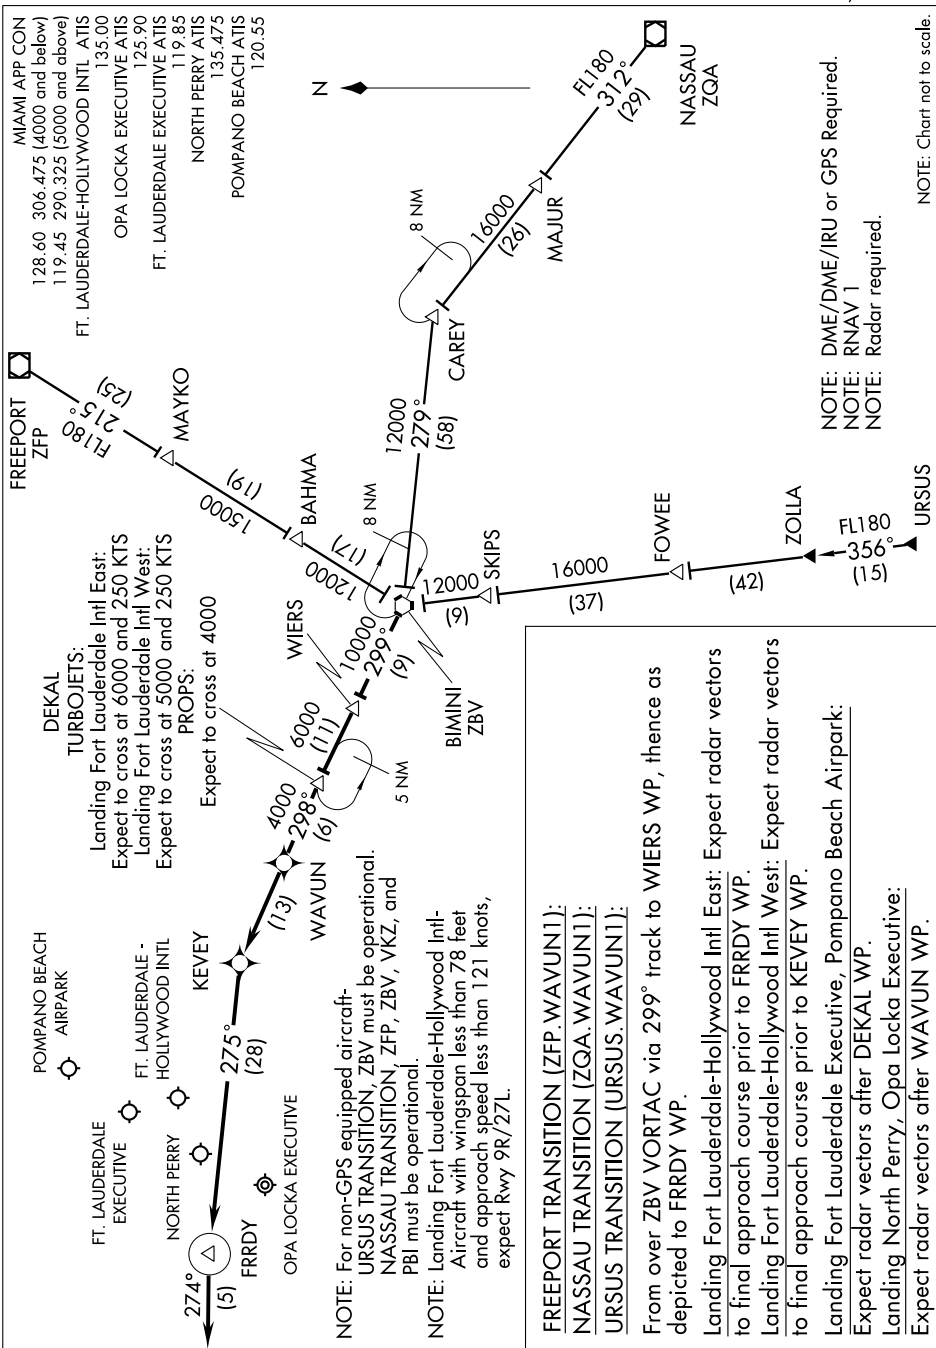 MIAMI APP CON
128.60 306.475 (4000 and below)
119.45 290.325 (5000 and above)
FT. LAUDERDALE-HOLLYWOOD INTL ATIS
135.00
OPA LOCKA EXECUTIVE ATIS
125.90
FT. LAUDERDALE EXECUTIVE ATIS
119.85
NORTH PERRY ATIS
135.475
POMPANO BEACH ATIS
120.55
N
FREEPORT
ZFP
FL180
215°
(25)
MAYKO
15000
(19)
BAHMA
12000
(17)
8 NM
NASSAU
ZQA
FL180
312°
(29)
MAJUR
16000
(26)
8 NM
CAREY
12000
279°
(58)
DEKAL
TURBOJETS:
Landing Fort Lauderdale Intl East:
Expect to cross at 6000 and 250 KTS
Landing Fort Lauderdale Intl West:
Expect to cross at 5000 and 250 KTS
PROPS:
Expect to cross at 4000
WIERS
10000
299°
(9)
BIMINI
ZBV
6000
(11)
5 NM
4000
298°
(6)
WAVUN
(13)
KEVEY
275°
(28)
FRRDY
274°
(5)
POMPANO BEACH
AIRPARK
FT. LAUDERDALE
EXECUTIVE
FT. LAUDERDALE -
HOLLYWOOD INTL
NORTH PERRY
OPA LOCKA EXECUTIVE
12000
(9)
SKIPS
16000
(37)
FOWEE
(42)
ZOLLA
FL180
356°
(15)
URSUS
NOTE: DME/DME/IRU or GPS Required.
NOTE: RNAV 1
NOTE: Radar required.
NOTE: Chart not to scale.
NOTE: For non-GPS equipped aircraft-
URSUS TRANSITION, ZBV must be operational.
NASSAU TRANSITION, ZFP, ZBV, VKZ, and
PBI must be operational.
NOTE: Landing Fort Lauderdale-Hollywood Intl-
Aircraft with wingspan less than 78 feet
and approach speed less than 121 knots,
expect Rwy 9R/27L.
FREEPORT TRANSITION (ZFP.WAVUN1):
NASSAU TRANSITION (ZQA.WAVUN1):
URSUS TRANSITION (URSUS.WAVUN1):
From over ZBV VORTAC via 299° track to WIERS WP, thence as
depicted to FRRDY WP.
Landing Fort Lauderdale-Hollywood Intl East: Expect radar vectors
to final approach course prior to FRRDY WP.
Landing Fort Lauderdale-Hollywood Intl West: Expect radar vectors
to final approach course prior to KEVEY WP.
Landing Fort Lauderdale Executive, Pompano Beach Airpark:
Expect radar vectors after DEKAL WP.
Landing North Perry, Opa Locka Executive:
Expect radar vectors after WAVUN WP.